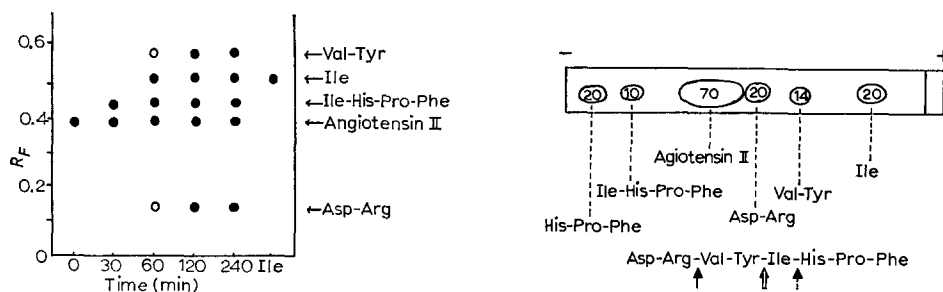 0.6
0.4
0.2
0
R_F
0 30 60 120 240 Ile
Time (min)
←Val-Tyr
←Ile
←Ile-His-Pro-Phe
←Angiotensin II
←Asp-Arg
− +
20 10 70 20 14 20
Agiotensin II
Ile
Ile-His-Pro-Phe
Val-Tyr
His-Pro-Phe
Asp-Arg
Asp-Arg-Val-Tyr-Ile-His-Pro-Phe